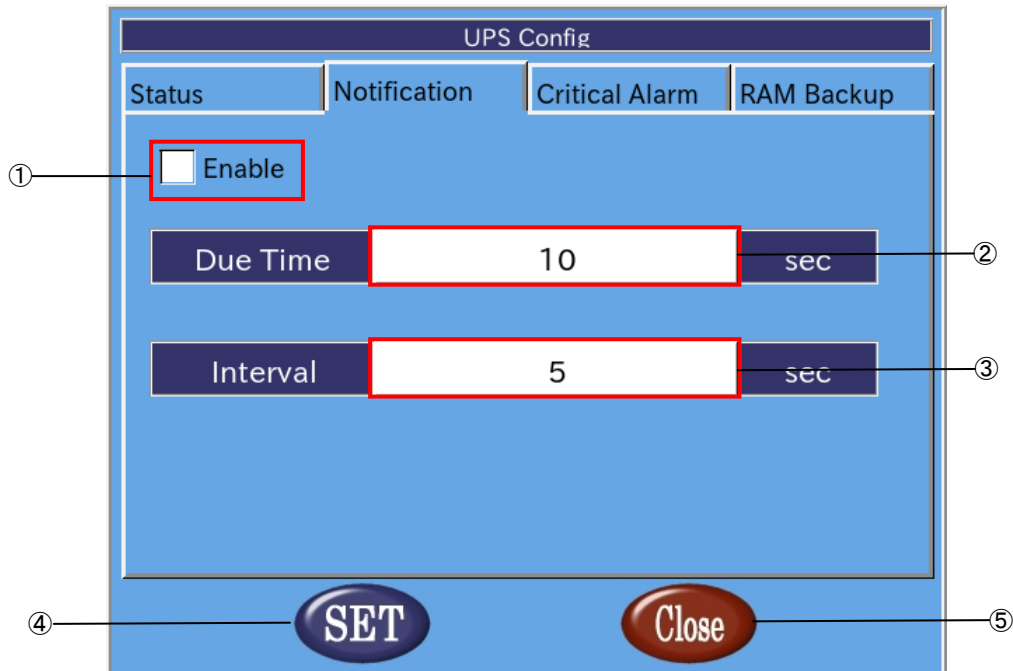 UPS Config
Status Notification Critical Alarm RAM Backup
① Enable
Due Time 10 sec ②
Interval 5 sec ③
④ SET Close ⑤